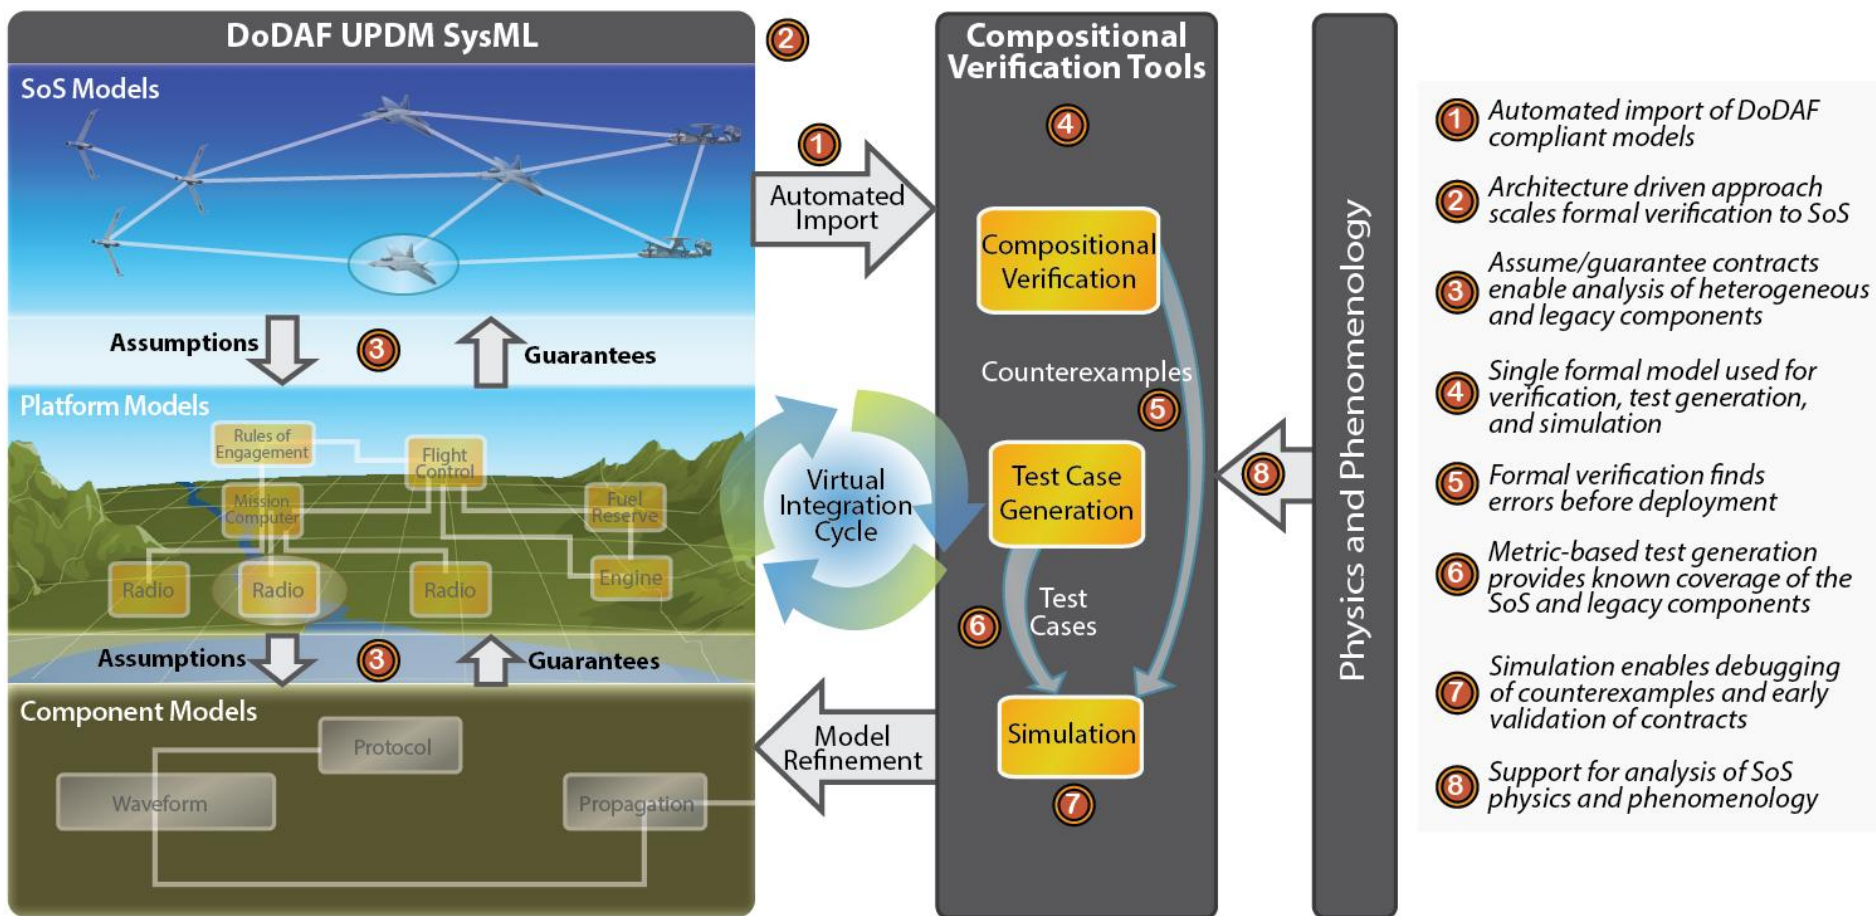 DoDAF UPDM SysML
2
SoS Models
1
Automated
Import
Assumptions
3
Guarantees
Platform Models
Rules of
Engagement
Flight
Control
Mission
Computer
Fuel
Reserve
Radio
Radio
Radio
Engine
Assumptions
3
Guarantees
Component Models
Protocol
Waveform
Propagation
Virtual
Integration
Cycle
Model
Refinement
Compositional
Verification Tools
4
Compositional
Verification
Counterexamples
5
Test Case
Generation
6
Test
Cases
Simulation
7
8
Physics and Phenomenology
1 Automated import of DoDAF
compliant models
2 Architecture driven approach
scales formal verification to SoS
Assume/guarantee contracts
3 enable analysis of heterogeneous
and legacy components
Single formal model used for
4 verification, test generation,
and simulation
5 Formal verification finds
errors before deployment
Metric-based test generation
6 provides known coverage of the
SoS and legacy components
Simulation enables debugging
7 of counterexamples and early
validation of contracts
8 Support for analysis of SoS
physics and phenomenology